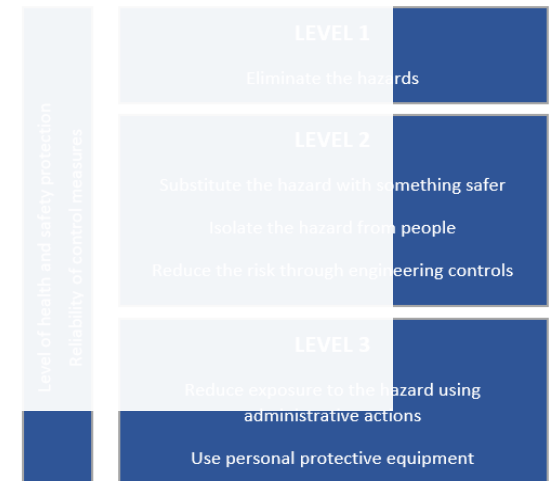 Level of health and safety protection
Reliability of control measures
LEVEL 1
Eliminate the hazards
LEVEL 2
Substitute the hazard with something safer
Isolate the hazard from people
Reduce the risk through engineering controls
LEVEL 3
Reduce exposure to the hazard using
administrative actions
Use personal protective equipment